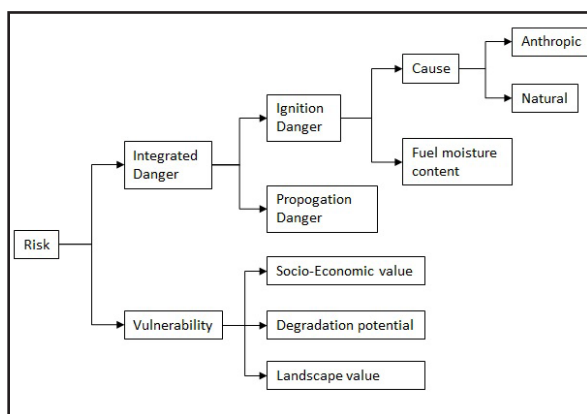 Anthropic
Cause
Natural
Ignition
Danger
Fuel moisture
content
Integrated
Danger
Propogation
Danger
Risk
Socio-Economic value
Vulnerability
Degradation potential
Landscape value